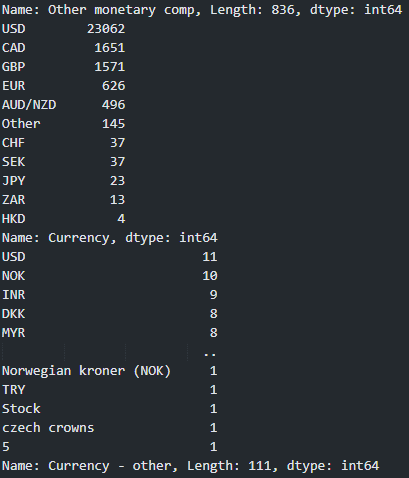 Name: Other monetary comp, Length: 836, dtype: int64
USD 23062
CAD 1651
GBP 1571
EUR 626
AUD/NZD 496
Other 145
CHF 37
SEK 37
JPY 23
ZAR 13
HKD 4
Name: Currency, dtype: int64
USD 11
NOK 10
INR 9
DKK 8
MYR 8
..
Norwegian kroner (NOK) 1
TRY 1
Stock 1
czech crowns 1
5 1
Name: Currency - other, Length: 111, dtype: int64